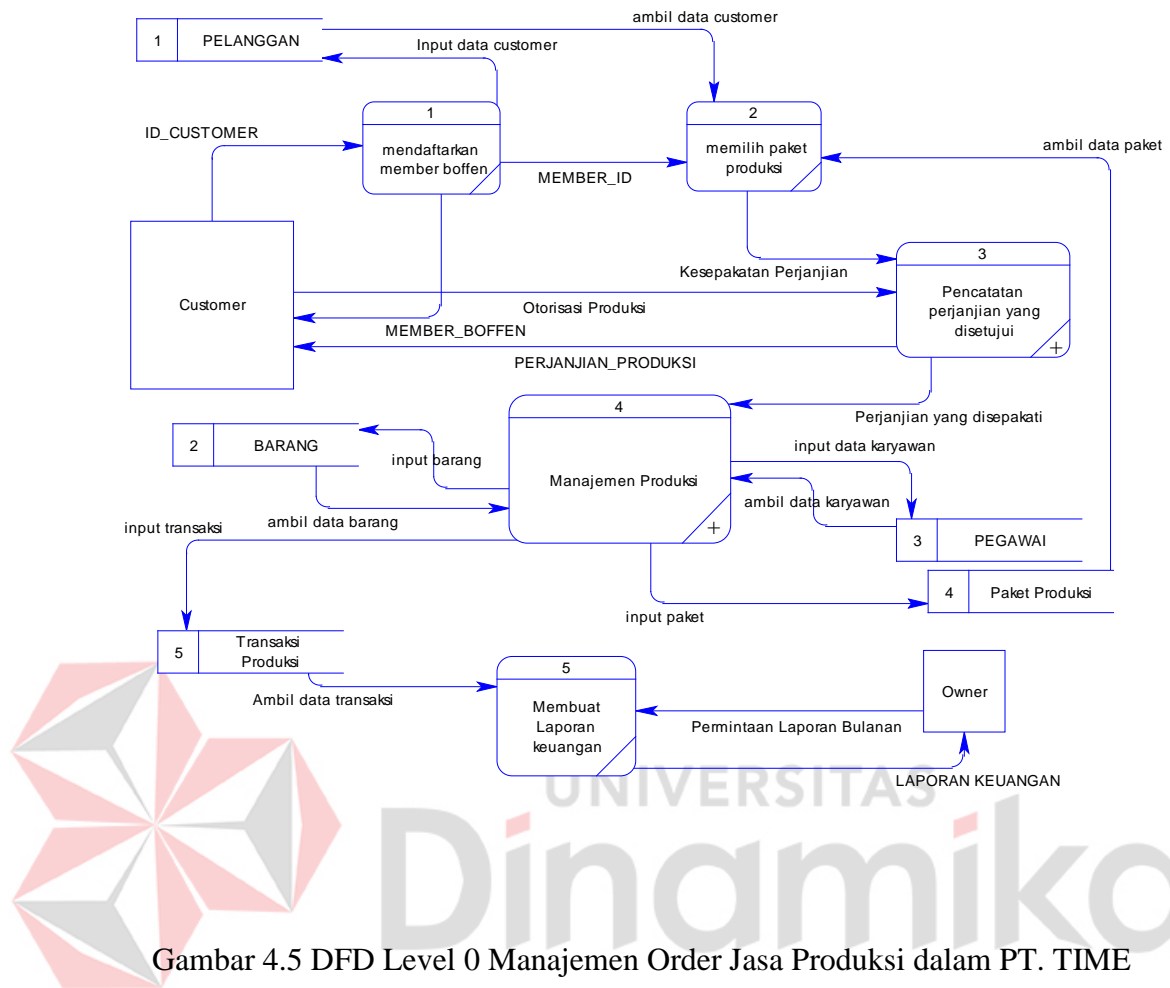 ambil data customer
1 PELANGGAN
Input data customer
1
2
ID_CUSTOMER
mendaftarkan
member boffen
memilih paket
produksi
ambil data paket
MEMBER_ID
3
Kesepakatan Perjanjian
Customer
Pencatatan
perjanjian yang
disetujui
Otorisasi Produksi
MEMBER_BOFFEN
+
PERJANJIAN_PRODUKSI
4
Perjanjian yang disepakati
2 BARANG
input barang
input data karyawan
Manajemen Produksi
ambil data karyawan
input transaksi
ambil data barang
+
3 PEGAWAI
4 Paket Produksi
input paket
5 Transaksi
Produksi
5
Ambil data transaksi
Membuat
Laporan
keuangan
Owner
Permintaan Laporan Bulanan
LAPORAN KEUANGAN
UNIVERSITAS
Dinamika
Gambar 4.5 DFD Level 0 Manajemen Order Jasa Produksi dalam PT. TIME